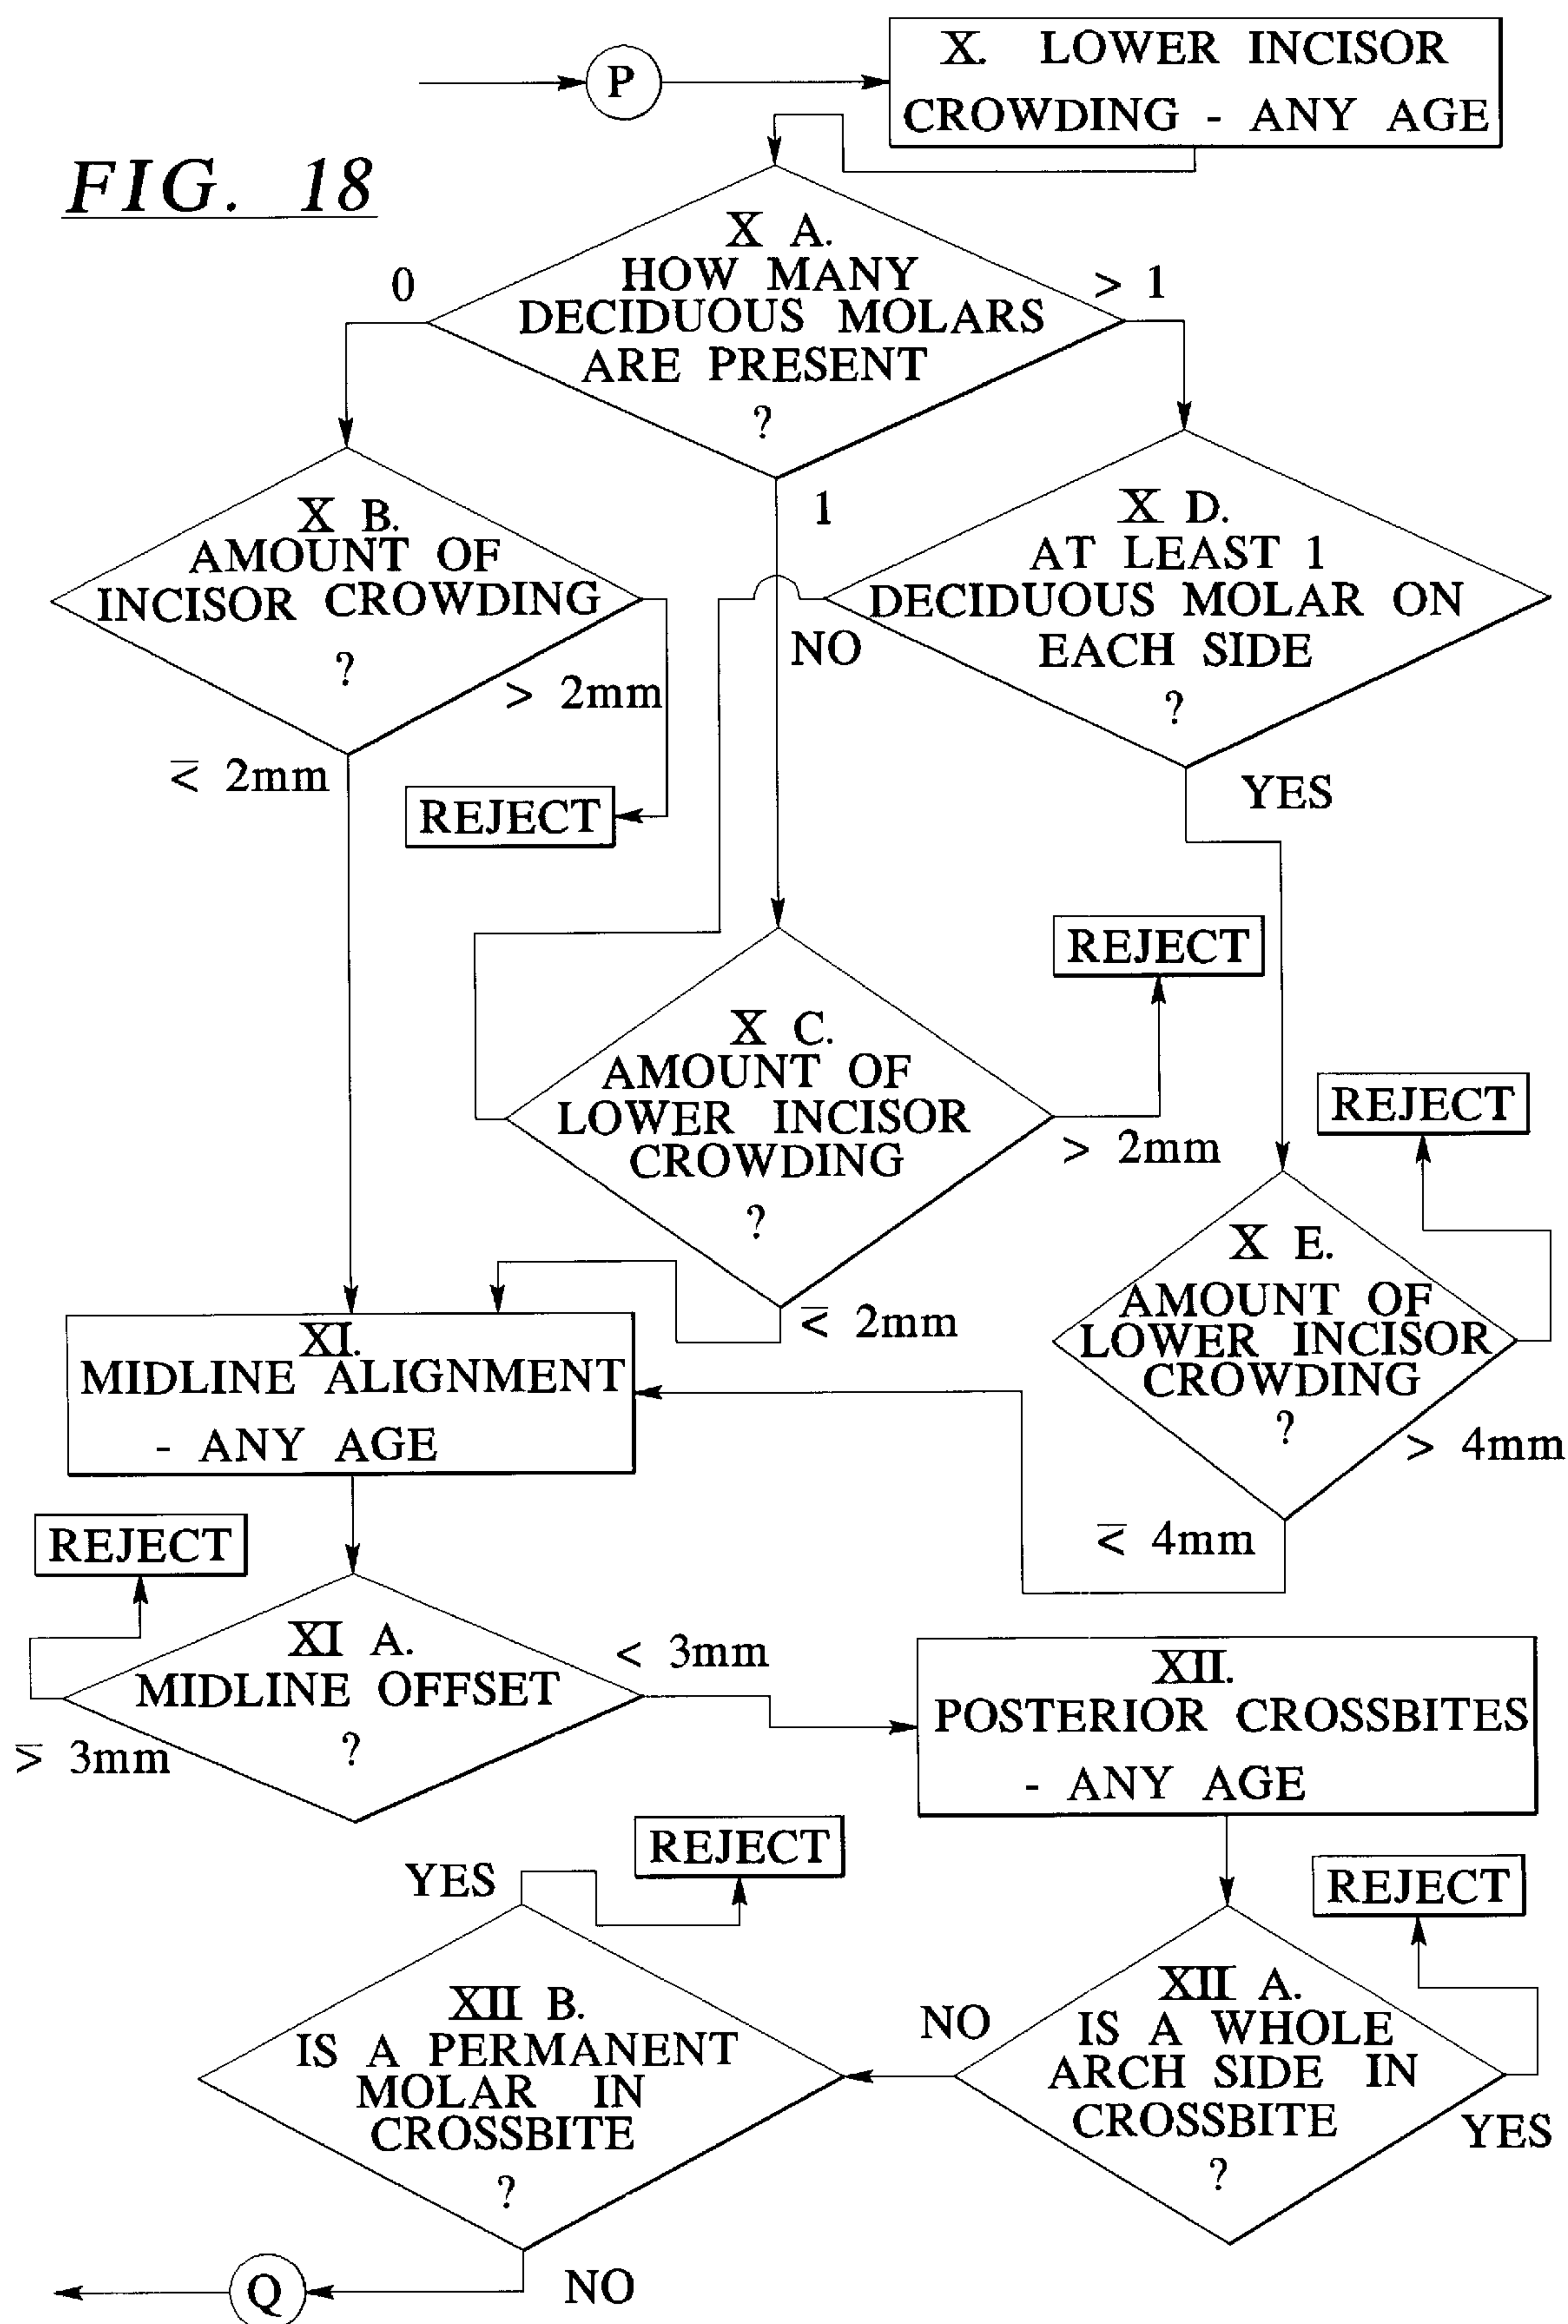 P
X. LOWER INCISOR
CROWDING - ANY AGE
FIG. 18
X A.
HOW MANY
DECIDUOUS MOLARS
ARE PRESENT
?
0
> 1
1
X B.
AMOUNT OF
INCISOR CROWDING
?
> 2mm
≤ 2mm
REJECT
X D.
AT LEAST 1
DECIDUOUS MOLAR ON
EACH SIDE
?
NO
YES
X C.
AMOUNT OF
LOWER INCISOR
CROWDING
?
REJECT
> 2mm
≤ 2mm
REJECT
X E.
AMOUNT OF
LOWER INCISOR
CROWDING
?
> 4mm
≤ 4mm
XI.
MIDLINE ALIGNMENT
- ANY AGE
REJECT
XI A.
MIDLINE OFFSET
?
< 3mm
≥ 3mm
XII.
POSTERIOR CROSSBITES
- ANY AGE
REJECT
XII A.
IS A WHOLE
ARCH SIDE IN
CROSSBITE
?
YES
NO
REJECT
YES
XII B.
IS A PERMANENT
MOLAR IN
CROSSBITE
?
NO
Q